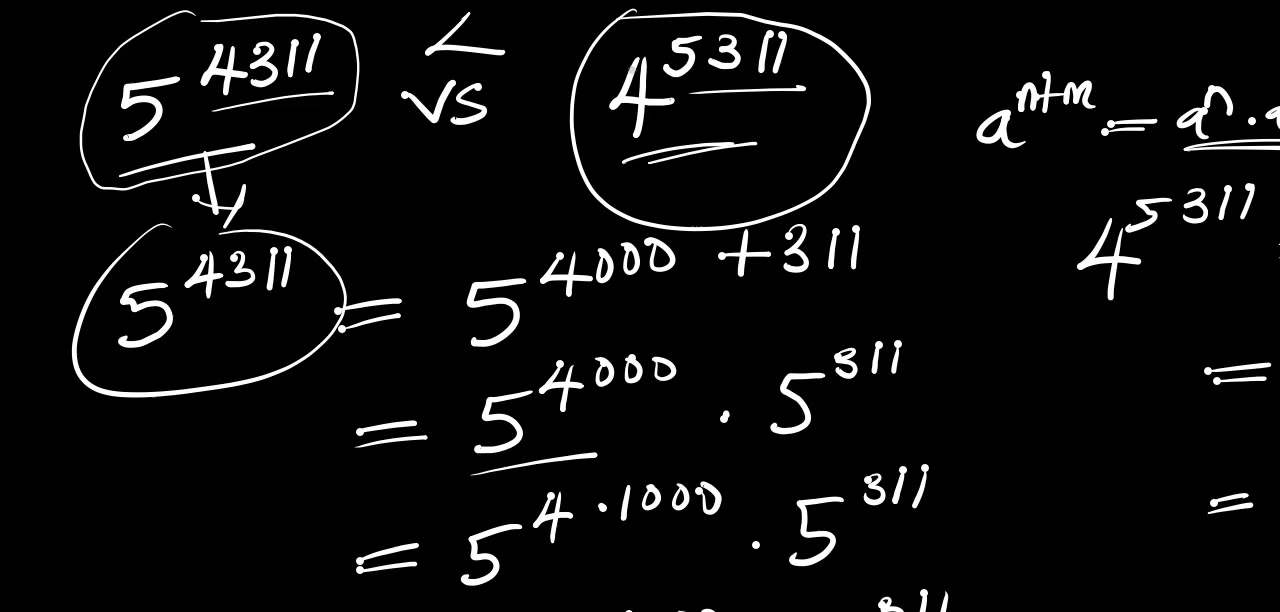 5^4311 < vs 4^5311
a^n+m = a^n · a
5^4311 = 5^4000 + 311
4^5311
= 5^4000 · 5^311
=
= 5^4·1000 · 5^311
=